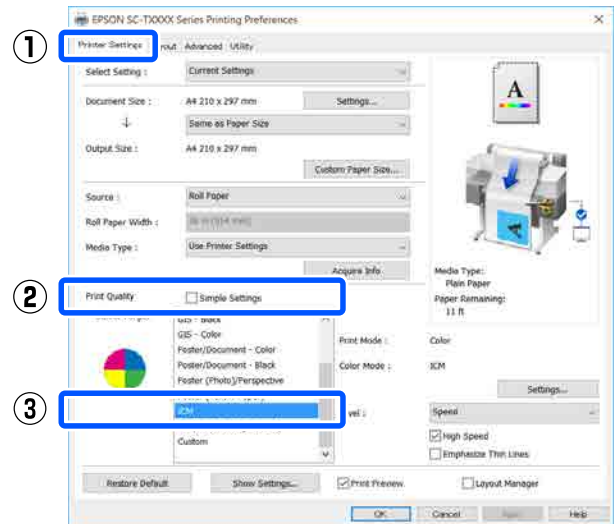 EPSON SC-TXXXX Series Printing Preferences
①
Printer Settings
Advanced
Utility
Select Setting :
Current Settings
Document Size :
A4 210 x 297 mm
Settings...
Same as Paper Size
Output Size :
A4 210 x 297 mm
Custom Paper Size...
A
Source :
Roll Paper
Roll Paper Width :
Media Type :
Use Printer Settings
Acquire Info
Media Type:
Plain Paper
Paper Remaining:
11 ft
②
Print Quality
Simple Settings
GIS - Color
Poster/Document - Color
Poster/Document - Black
Poster (Photo)/Perspective
Print Mode :
Color
Color Mode :
ICM
Settings...
③
ICM
Custom
Speed
High Speed
Emphasize Thin Lines
Restore Default
Show Settings...
Print Preview
Layout Manager
OK
Cancel
Help